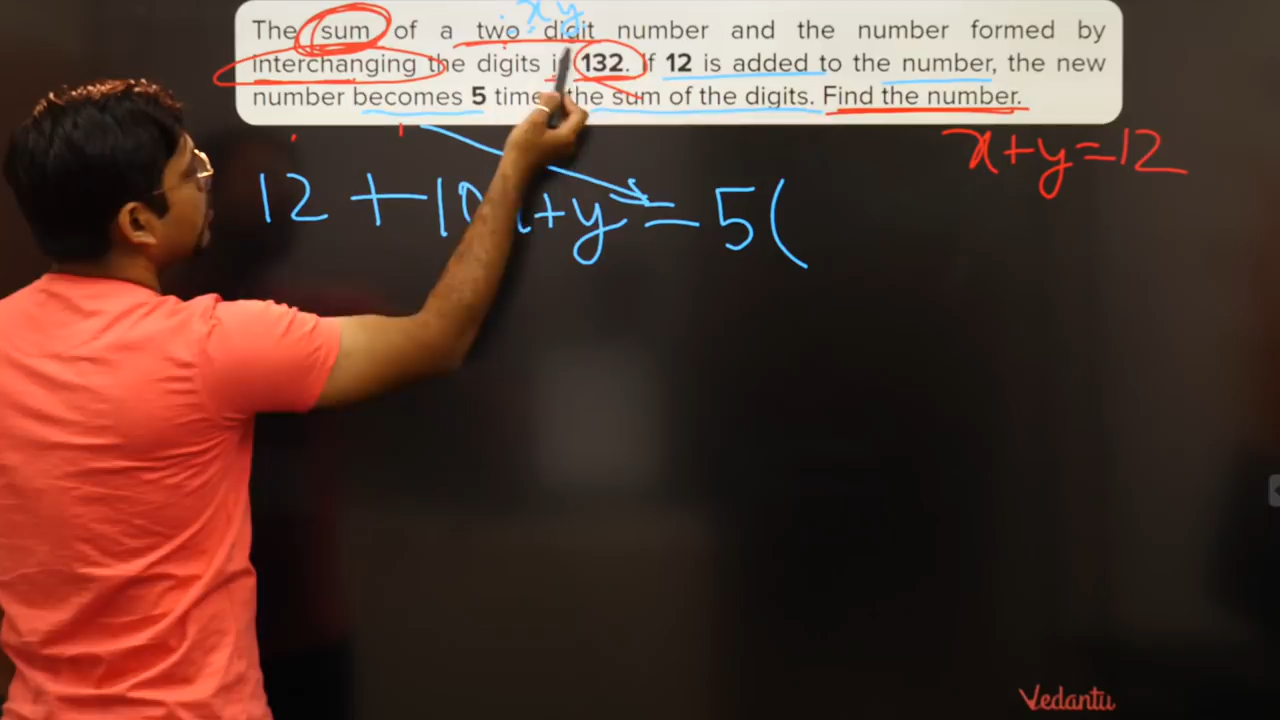 x y
The sum of a two digit number and the number formed by
interchanging the digits i 132. If 12 is added to the number, the new
number becomes 5 time the sum of the digits. Find the number.
x+y=12
12 + 10 +y = 5(
Vedantu